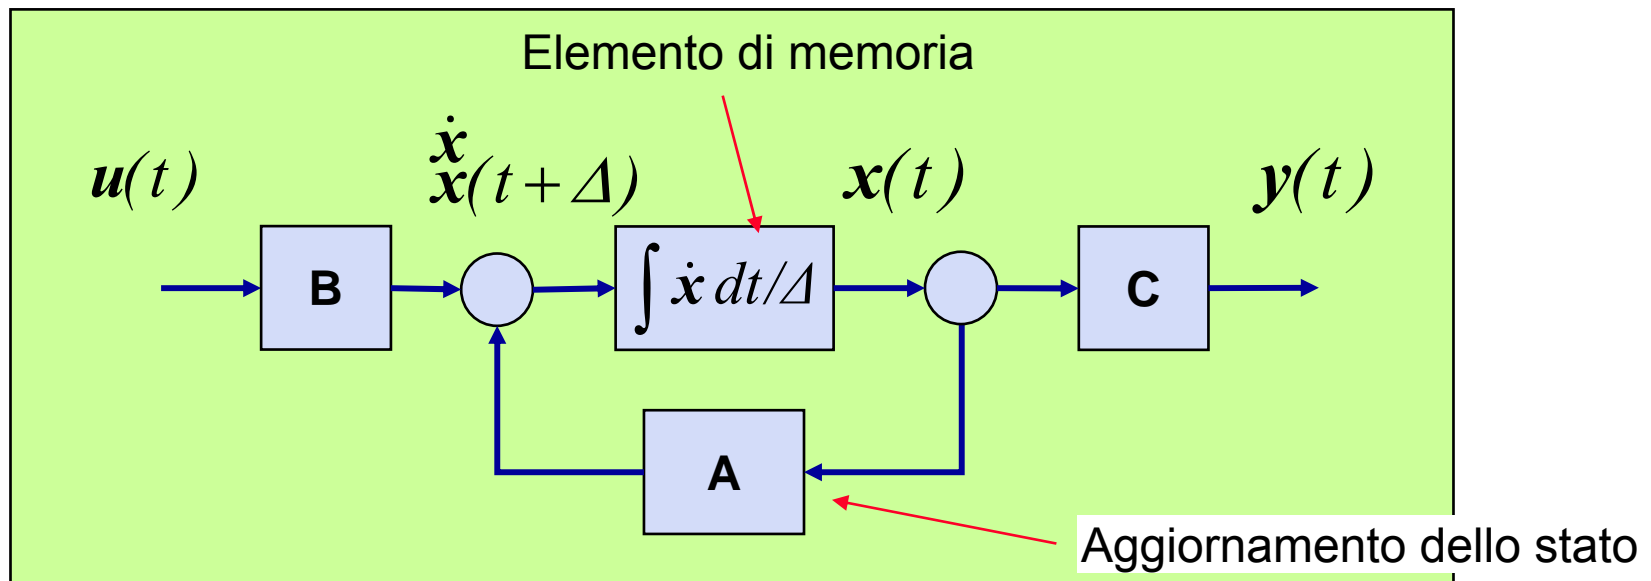 Elemento di memoria
u(t)
ẋ
x(t+Δ)
x(t)
y(t)
B
∫ ẋ dt/Δ
C
A
Aggiornamento dello stato